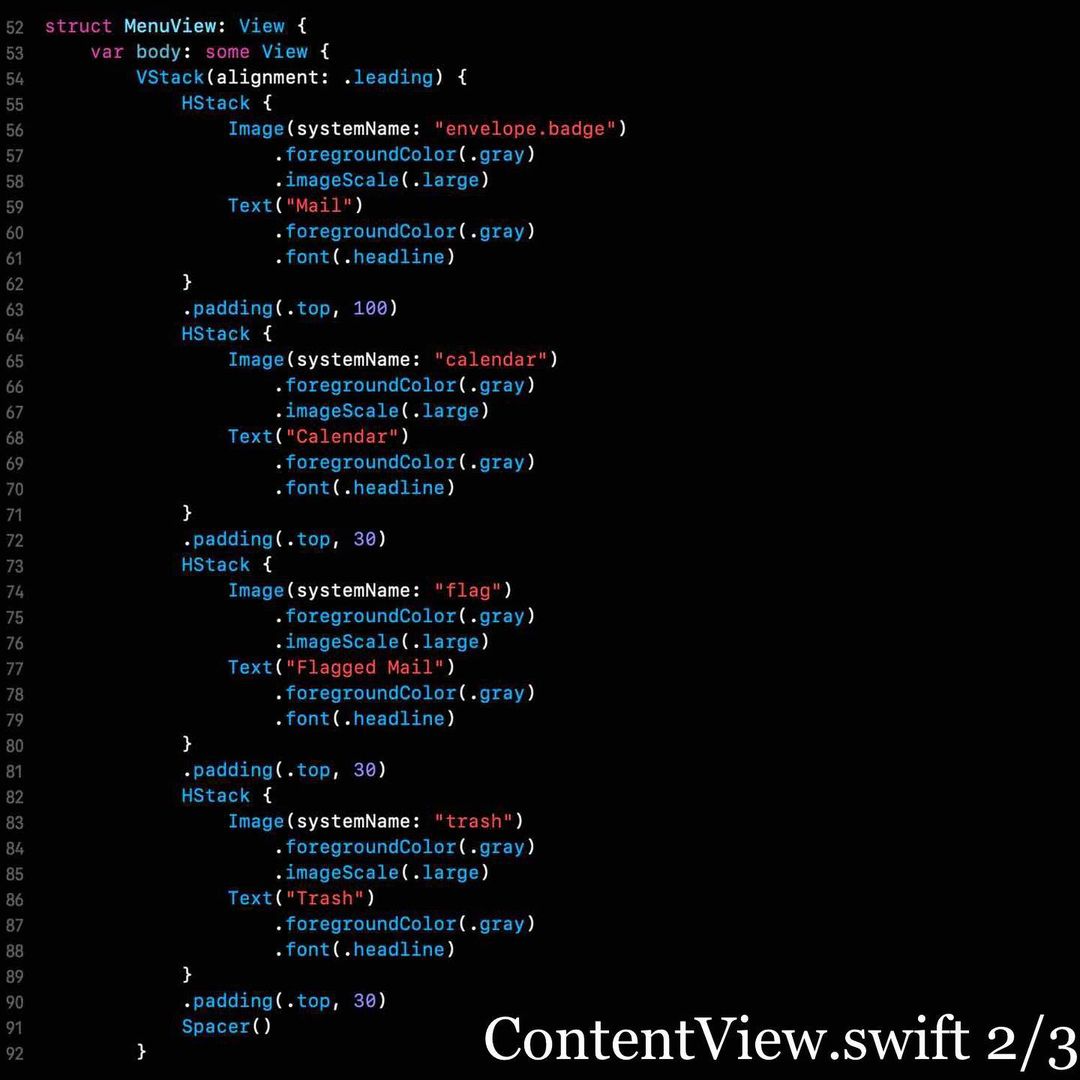 52 struct MenuView: View {
53     var body: some View {
54         VStack(alignment: .leading) {
55             HStack {
56                 Image(systemName: "envelope.badge")
57                     .foregroundColor(.gray)
58                     .imageScale(.large)
59                 Text("Mail")
60                     .foregroundColor(.gray)
61                     .font(.headline)
62             }
63             .padding(.top, 100)
64             HStack {
65                 Image(systemName: "calendar")
66                     .foregroundColor(.gray)
67                     .imageScale(.large)
68                 Text("Calendar")
69                     .foregroundColor(.gray)
70                     .font(.headline)
71             }
72             .padding(.top, 30)
73             HStack {
74                 Image(systemName: "flag")
75                     .foregroundColor(.gray)
76                     .imageScale(.large)
77                 Text("Flagged Mail")
78                     .foregroundColor(.gray)
79                     .font(.headline)
80             }
81             .padding(.top, 30)
82             HStack {
83                 Image(systemName: "trash")
84                     .foregroundColor(.gray)
85                     .imageScale(.large)
86                 Text("Trash")
87                     .foregroundColor(.gray)
88                     .font(.headline)
89             }
90             .padding(.top, 30)
91             Spacer()
92         }
ContentView.swift 2/3